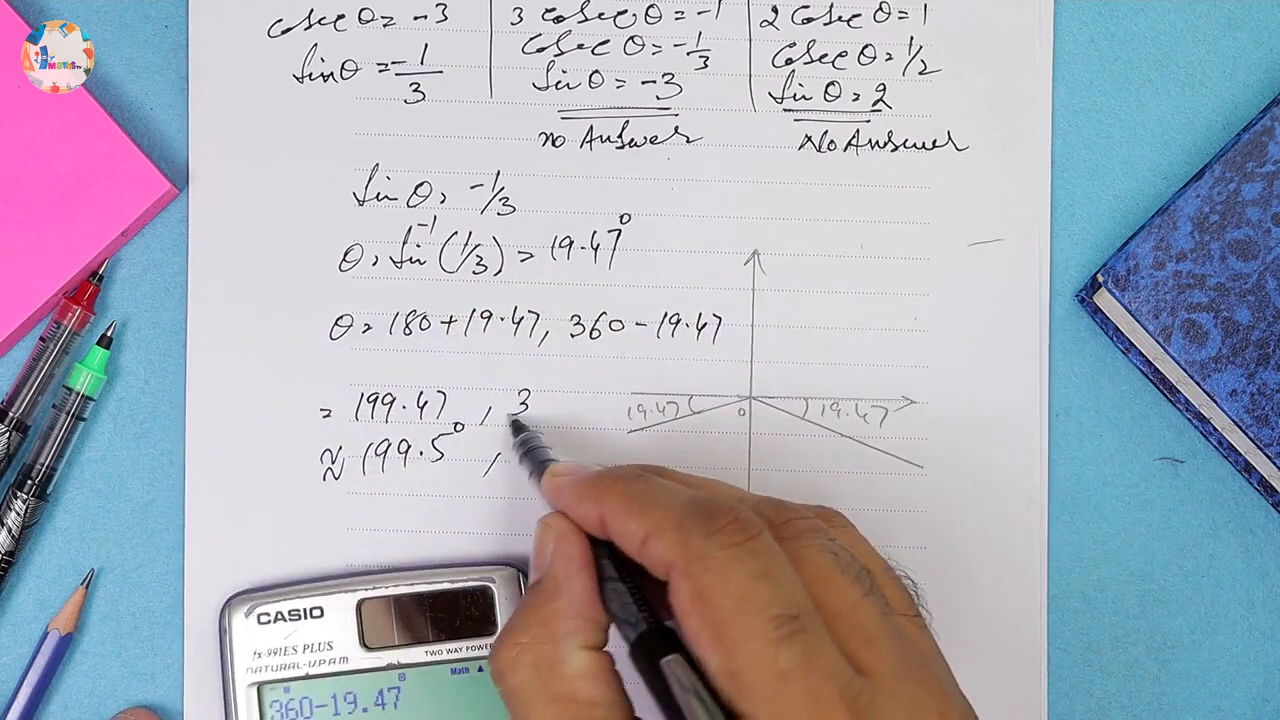 MATHS
cosec θ = -3
sin θ = -1/3
3 cosec θ = -1
cosec θ = -1/3
sin θ = -3
no Answer
2 cosec θ = 1
cosec θ = 1/2
sin θ = 2
No Answer
sin θ = -1/3
θ = sin⁻¹(1/3) = 19.47°
θ = 180+19.47, 360-19.47
= 199.47, 3
≈ 199.5°,
19.47
0
19.47
CASIO
fx-991ES PLUS
NATURAL-V.P.A.M.
TWO WAY POWER
Math ▲
360-19.47